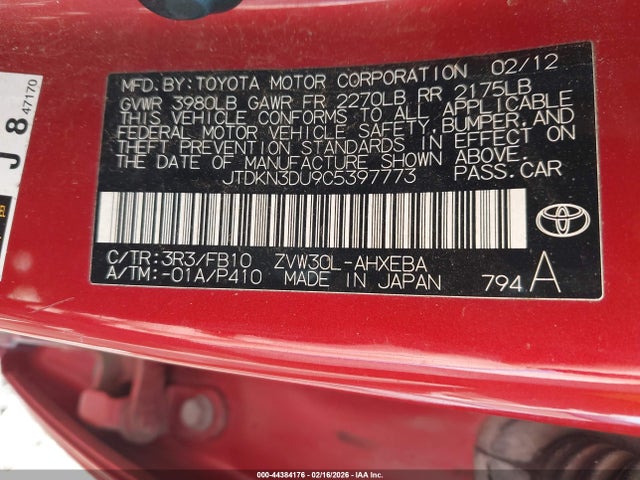 MFD. BY: TOYOTA MOTOR CORPORATION 02/12
GVWR 3980LB GAWR FR 2270LB RR 2175LB
THIS VEHICLE CONFORMS TO ALL APPLICABLE
FEDERAL MOTOR VEHICLE SAFETY, BUMPER, AND
THEFT PREVENTION STANDARDS IN EFFECT ON
THE DATE OF MANUFACTURE SHOWN ABOVE.
JTDKN3DU9C5397773 PASS. CAR
C/TR: 3R3/FB10 ZVW30L-AHXEBA
A/TM: -01A/P410 MADE IN JAPAN 794 A
J 8 47170
000-44384176 - 02/16/2026 - IAA, Inc.